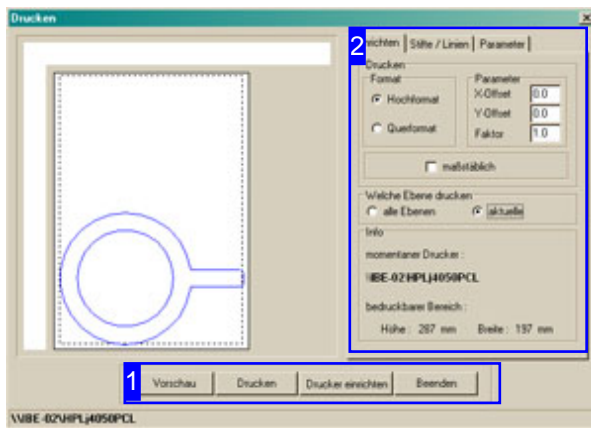 Drucken
2
nrichten Stifte / Linien Parameter
Drucken
Format Parameter
Hochformat X-Offset 0.0
Y-Offset 0.0
Querformat Faktor 1.0
maßstäblich
Welche Ebene drucken
alle Ebenen aktuelle
Info
momentaner Drucker :
\\IBE-02\HPLj4050PCL
bedruckbarer Bereich :
Höhe : 287 mm Breite : 197 mm
1
Vorschau Drucken Drucker einrichten Beenden
\\IBE-02\HPLj4050PCL